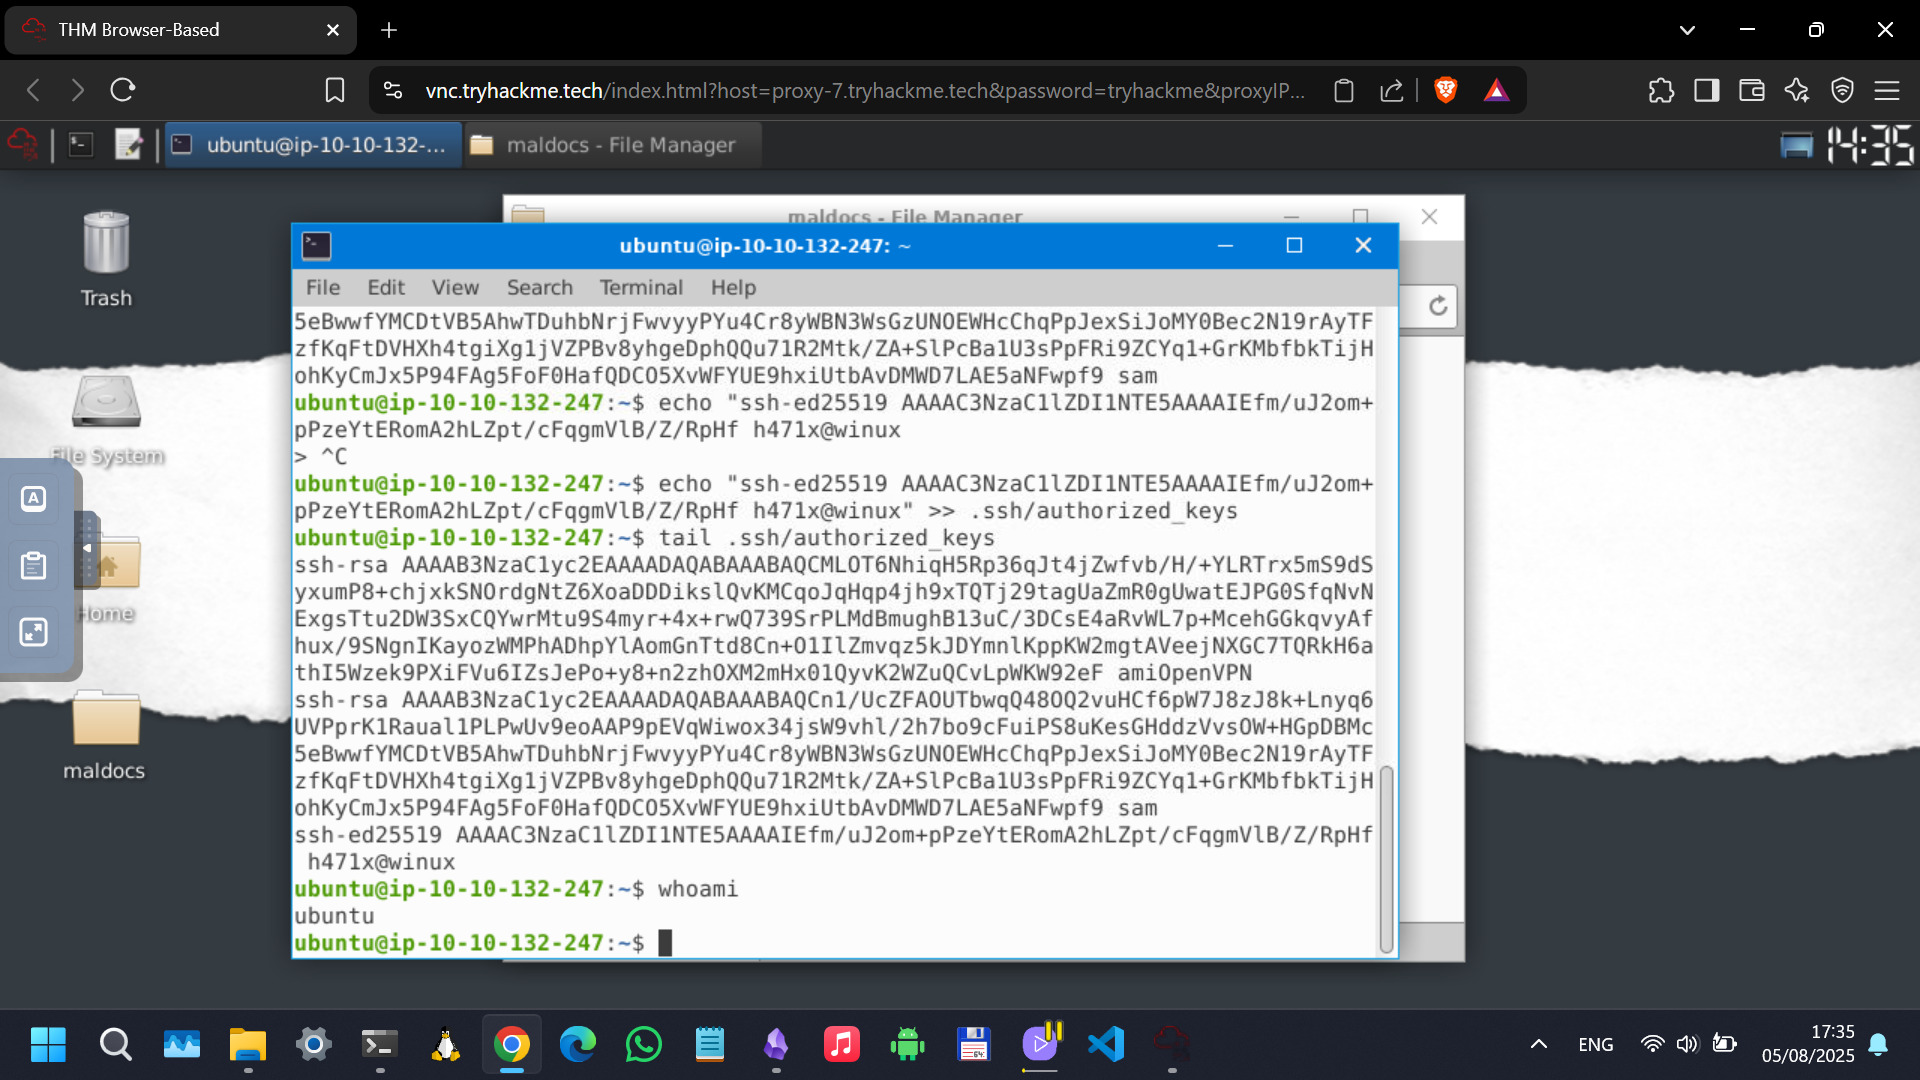 THM Browser-Based
vnc.tryhackme.tech/index.html?host=proxy-7.tryhackme.tech&password=tryhackme&proxyIP...
ubuntu@ip-10-10-132-...
maldocs - File Manager
14:35
Trash
File System
Home
maldocs
maldocs - File Manager
ubuntu@ip-10-10-132-247: ~
File Edit View Search Terminal Help
5eBwwfYMCDtVB5AhwTDuhbNrjFwvyyPYu4Cr8yWBN3WsGzUNOEWHcChqPpJexSiJoMY0Bec2N19rAyTF
zfKqFtDVHXh4tgiXg1jVZPBv8yhgeDphQQu71R2Mtk/ZA+SlPcBa1U3sPpFRi9ZCYq1+GrKMbfbkTijH
ohKyCmJx5P94FAg5FoF0HafQDCO5XvWFYUE9hxiUtbAvDMWD7LAE5aNFwpf9 sam
ubuntu@ip-10-10-132-247:~$ echo "ssh-ed25519 AAAAC3NzaC1lZDI1NTE5AAAAIEfm/uJ2om+
pPzeYtERomA2hLZpt/cFqgmVlB/Z/RpHf h471x@winux
> ^C
ubuntu@ip-10-10-132-247:~$ echo "ssh-ed25519 AAAAC3NzaC1lZDI1NTE5AAAAIEfm/uJ2om+
pPzeYtERomA2hLZpt/cFqgmVlB/Z/RpHf h471x@winux" >> .ssh/authorized_keys
ubuntu@ip-10-10-132-247:~$ tail .ssh/authorized_keys
ssh-rsa AAAAB3NzaC1yc2EAAAADAQABAAABAQCMLOT6NhiqH5Rp36qJt4jZwfvb/H/+YLRTrx5mS9dS
yxumP8+chjxkSNOrdgNtZ6XoaDDDikslQvKMCqoJqHqp4jh9xTQTj29tagUaZmR0gUwatEJPG0SfqNvN
ExgsTtu2DW3SxCQYwrMtu9S4myr+4x+rwQ739SrPLMdBmughB13uC/3DCsE4aRvWL7p+McehGGkqvyAf
hux/9SNgnIKayozWMPhADhpYlAomGnTtd8Cn+O1IlZmvqz5kJDYmnlKppKW2mgtAVeejNXGC7TQRkH6a
thI5Wzek9PXiFVu6IZsJePo+y8+n2zhOXM2mHx01QyvK2WZuQCvLpWKW92eF amiOpenVPN
ssh-rsa AAAAB3NzaC1yc2EAAAADAQABAAABAQCn1/UcZFAOUTbwqQ48OQ2vuHCf6pW7J8zJ8k+Lnyq6
UVPprK1Raual1PLPwUv9eoAAP9pEVqWiwox34jsW9vhl/2h7bo9cFuiPS8uKesGHddzVvsOW+HGpDBMc
5eBwwfYMCDtVB5AhwTDuhbNrjFwvyyPYu4Cr8yWBN3WsGzUNOEWHcChqPpJexSiJoMY0Bec2N19rAyTF
zfKqFtDVHXh4tgiXg1jVZPBv8yhgeDphQQu71R2Mtk/ZA+SlPcBa1U3sPpFRi9ZCYq1+GrKMbfbkTijH
ohKyCmJx5P94FAg5FoF0HafQDCO5XvWFYUE9hxiUtbAvDMWD7LAE5aNFwpf9 sam
ssh-ed25519 AAAAC3NzaC1lZDI1NTE5AAAAIEfm/uJ2om+pPzeYtERomA2hLZpt/cFqgmVlB/Z/RpHf
h471x@winux
ubuntu@ip-10-10-132-247:~$ whoami
ubuntu
ubuntu@ip-10-10-132-247:~$
ENG
17:35
05/08/2025